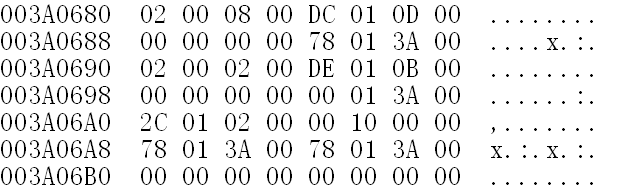 003A0680 02 00 08 00 DC 01 0D 00 ........
003A0688 00 00 00 00 78 01 3A 00 ....x.:.
003A0690 02 00 02 00 DE 01 0B 00 ........
003A0698 00 00 00 00 00 01 3A 00 ......:.
003A06A0 2C 01 02 00 00 10 00 00 ,.......
003A06A8 78 01 3A 00 78 01 3A 00 x.:.x.:.
003A06B0 00 00 00 00 00 00 00 00 ........